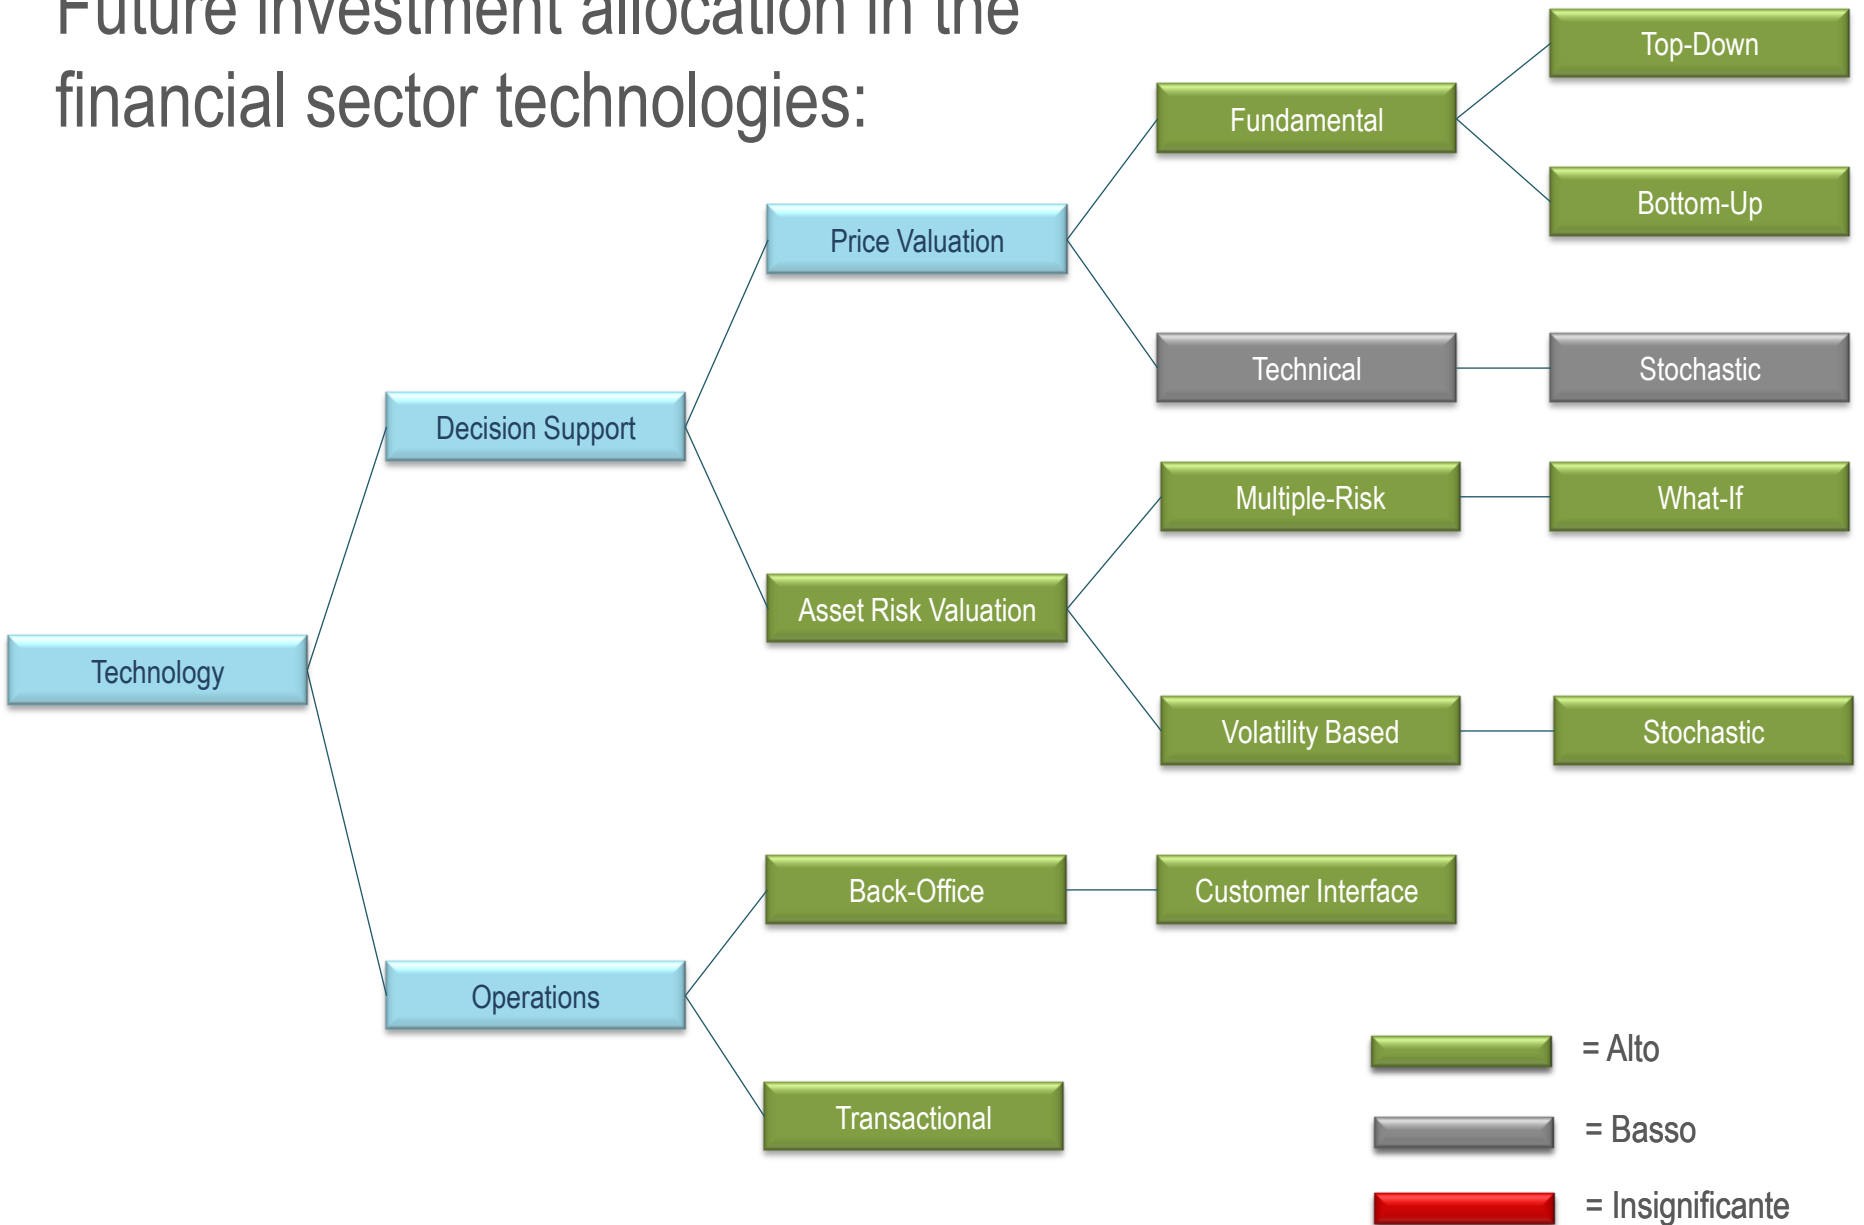 Future investment allocation in the
financial sector technologies:
Top-Down
Fundamental
Bottom-Up
Price Valuation
Technical
Stochastic
Decision Support
Multiple-Risk
What-If
Asset Risk Valuation
Technology
Volatility Based
Stochastic
Back-Office
Customer Interface
Operations
Transactional
= Alto
= Basso
= Insignificante